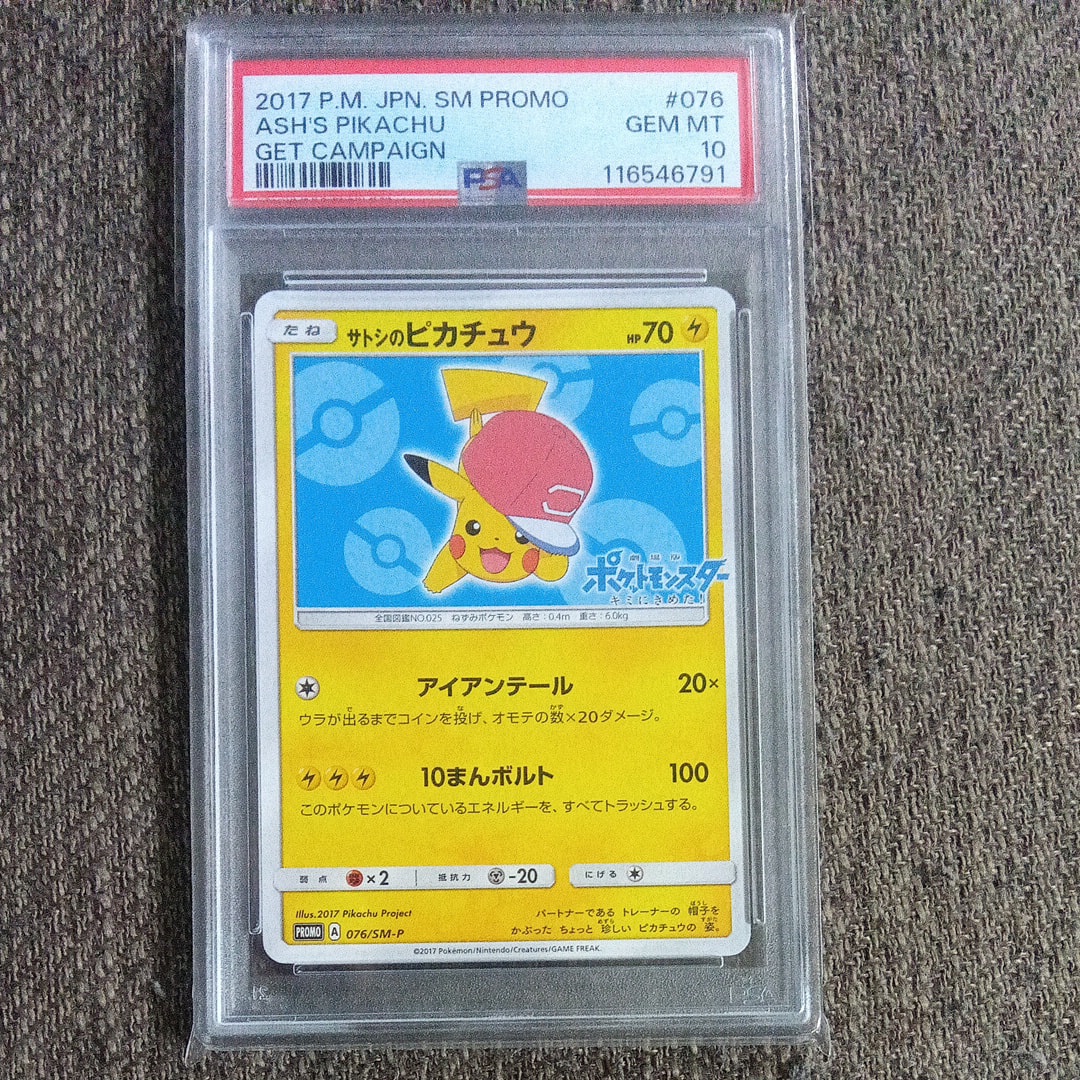 2017 P.M. JPN. SM PROMO #076
ASH'S PIKACHU GEM MT
GET CAMPAIGN 10
PSA 116546791
たね サトシのピカチュウ HP70
劇場版
ポケットモンスター
キミにきめた!
全国図鑑NO.025 ねずみポケモン 高さ:0.4m 重さ:6.0kg
アイアンテール 20×
ウラが出るまでコインを投げ、オモテの数×20ダメージ。
10まんボルト 100
このポケモンについているエネルギーを、すべてトラッシュする。
弱点 ×2 抵抗力 -20 にげる
Illus.2017 Pikachu Project
PROMO A 076/SM-P
パートナーである トレーナーの 帽子を
かぶった ちょっと 珍しい ピカチュウの 姿。
©2017 Pokémon/Nintendo/Creatures/GAME FREAK.